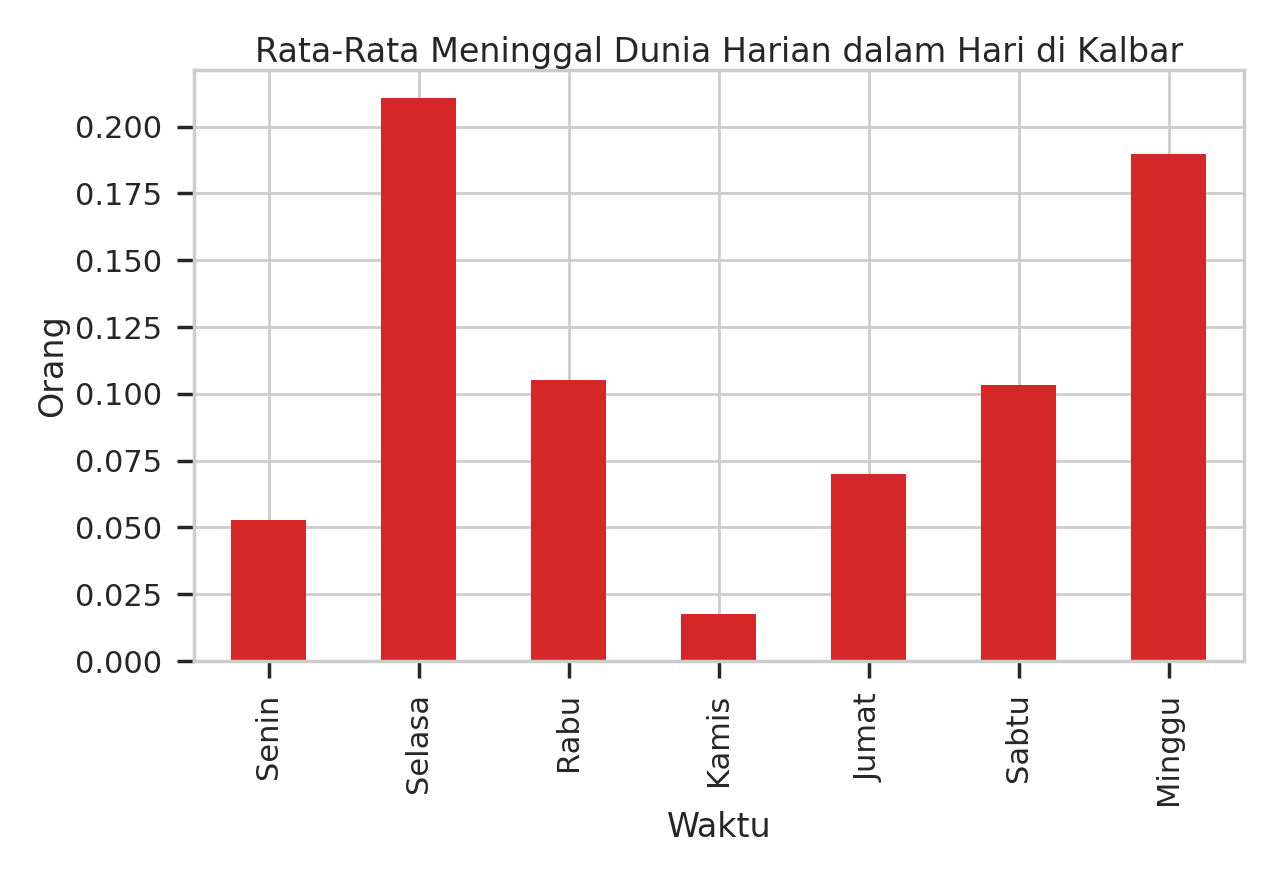 Rata-Rata Meninggal Dunia Harian dalam Hari di Kalbar
Orang
0.200
0.175
0.150
0.125
0.100
0.075
0.050
0.025
0.000
Senin
Selasa
Rabu
Kamis
Jumat
Sabtu
Minggu
Waktu